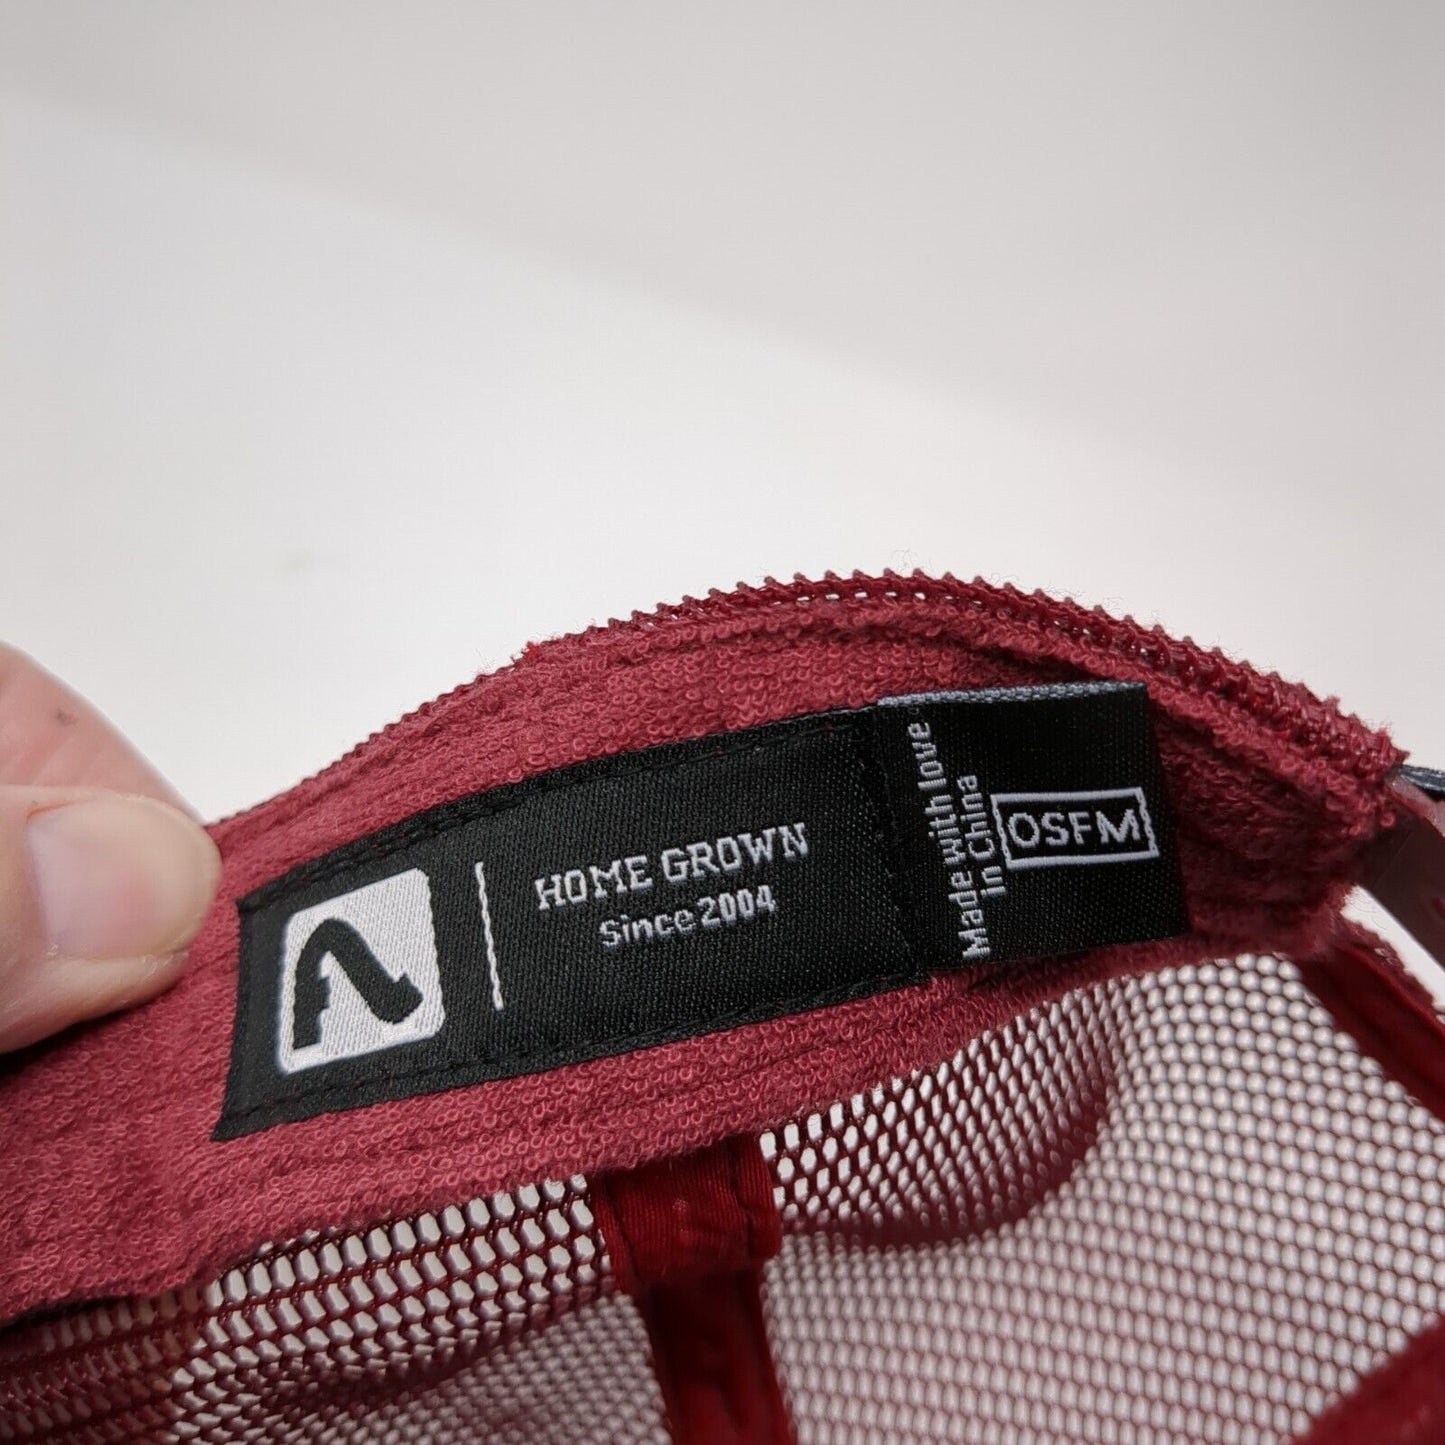 HOME GROWN
Since 2004
Made with love
in China
OSFM